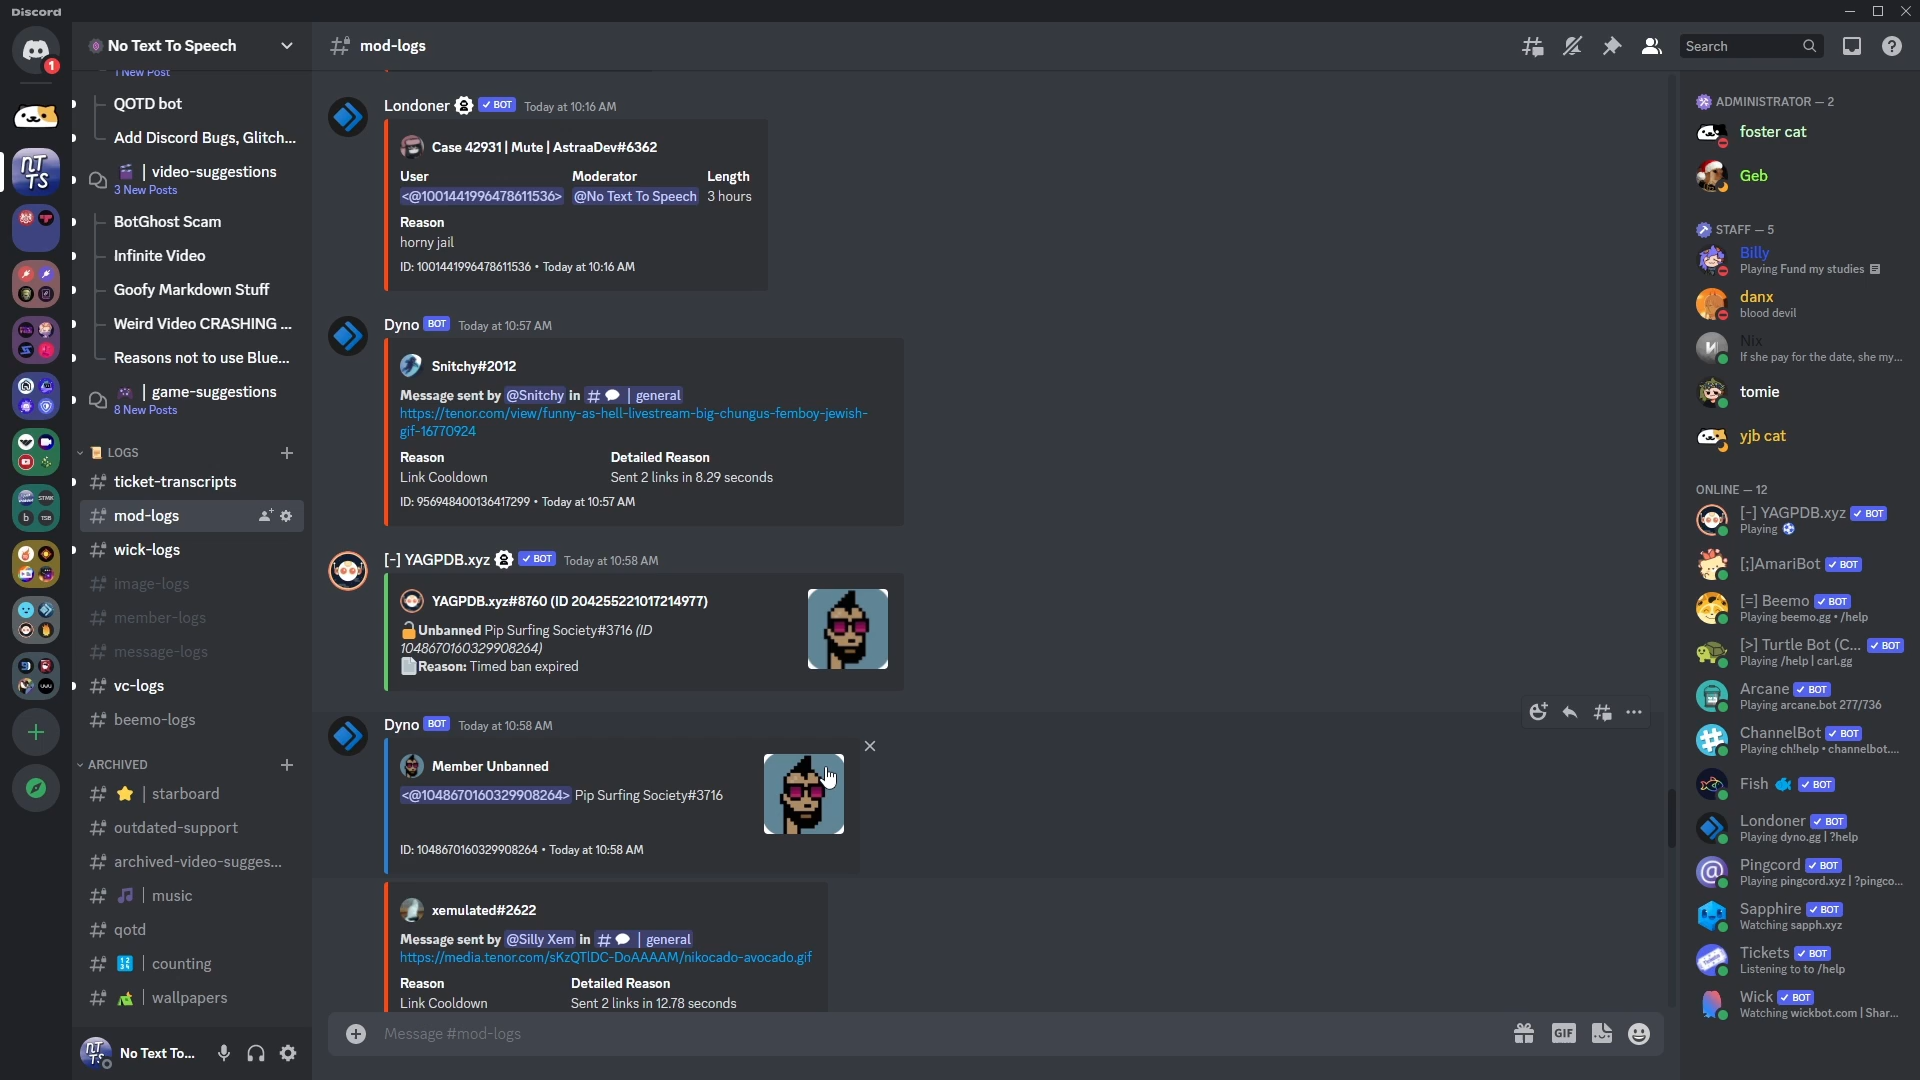 Discord
1
No Text To Speech
1 New Post
QOTD bot
Add Discord Bugs, Glitch...
| video-suggestions
3 New Posts
BotGhost Scam
Infinite Video
Goofy Markdown Stuff
Weird Video CRASHING ...
Reasons not to use Blue...
| game-suggestions
8 New Posts
LOGS
ticket-transcripts
mod-logs
wick-logs
image-logs
member-logs
message-logs
vc-logs
beemo-logs
ARCHIVED
| starboard
outdated-support
archived-video-sugges...
| music
qotd
| counting
| wallpapers
No Text To...
mod-logs
Search
Londoner BOT Today at 10:16 AM
Case 42931 | Mute | AstraaDev#6362
User Moderator Length
<@1001441996478611536> @No Text To Speech 3 hours
Reason
horny jail
ID: 1001441996478611536 • Today at 10:16 AM
Dyno BOT Today at 10:57 AM
Snitchy#2012
Message sent by @Snitchy in # | general
https://tenor.com/view/funny-as-hell-livestream-big-chungus-femboy-jewish-
gif-16770924
Reason Detailed Reason
Link Cooldown Sent 2 links in 8.29 seconds
ID: 956948400136417299 • Today at 10:57 AM
[-] YAGPDB.xyz BOT Today at 10:58 AM
YAGPDB.xyz#8760 (ID 204255221017214977)
Unbanned Pip Surfing Society#3716 (ID
1048670160329908264)
Reason: Timed ban expired
Dyno BOT Today at 10:58 AM
Member Unbanned
<@1048670160329908264> Pip Surfing Society#3716
ID: 1048670160329908264 • Today at 10:58 AM
xemulated#2622
Message sent by @Silly Xem in # | general
https://media.tenor.com/sKzQTlDC-DoAAAAM/nikocado-avocado.gif
Reason Detailed Reason
Link Cooldown Sent 2 links in 12.78 seconds
Message #mod-logs
GIF
ADMINISTRATOR — 2
foster cat
Geb
STAFF — 5
Billy
Playing Fund my studies
danx
blood devil
Nix
If she pay for the date, she my...
tomie
yjb cat
ONLINE — 12
[-] YAGPDB.xyz BOT
Playing
[;]AmariBot BOT
[=] Beemo BOT
Playing beemo.gg • /help
[>] Turtle Bot (C... BOT
Playing /help | carl.gg
Arcane BOT
Playing arcane.bot 277/736
ChannelBot BOT
Playing ch!help • channelbot....
Fish BOT
Londoner BOT
Playing dyno.gg | ?help
Pingcord BOT
Playing pingcord.xyz | ?pingco...
Sapphire BOT
Watching sapph.xyz
Tickets BOT
Listening to to /help
Wick BOT
Watching wickbot.com | Shar...